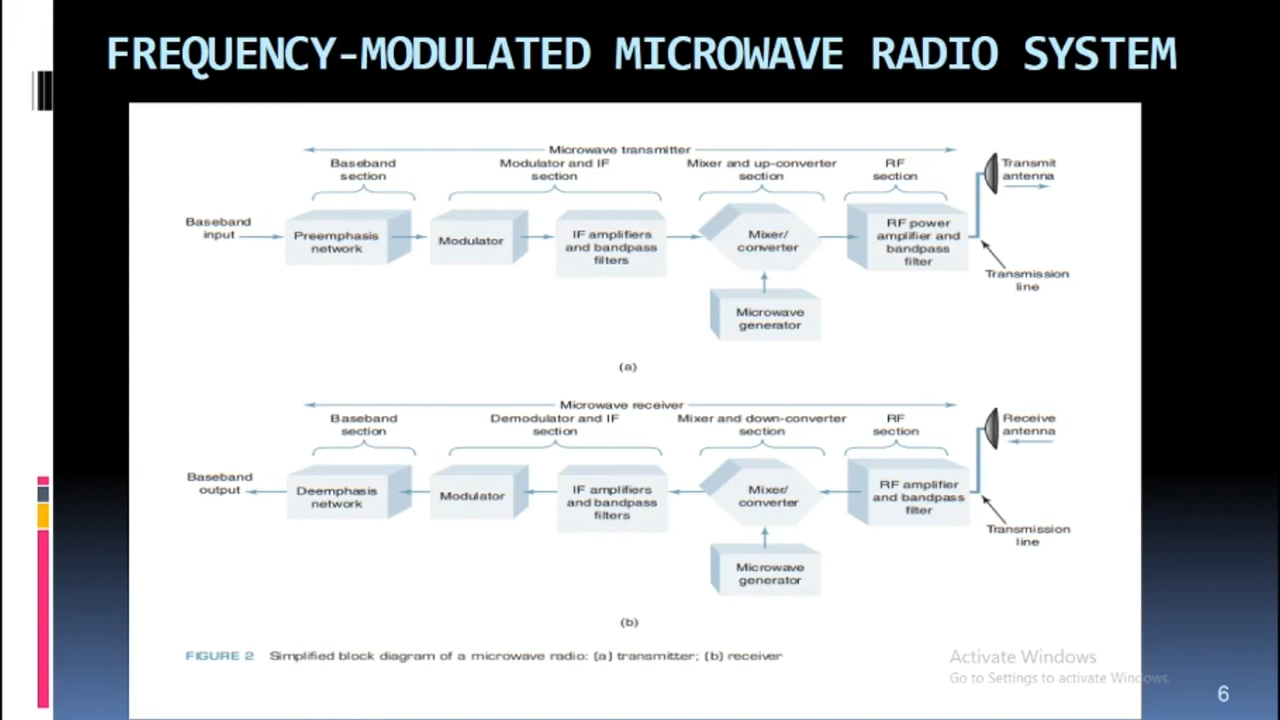 FREQUENCY-MODULATED MICROWAVE RADIO SYSTEM
Microwave transmitter
Baseband
section
Modulator and IF
section
Mixer and up-converter
section
RF
section
Transmit
antenna
Baseband
input
Preemphasis
network
Modulator
IF amplifiers
and bandpass
filters
Mixer/
converter
RF power
amplifier and
bandpass
filter
Transmission
line
Microwave
generator
(a)
Microwave receiver
Baseband
section
Demodulator and IF
section
Mixer and down-converter
section
RF
section
Receive
antenna
Baseband
output
Deemphasis
network
Modulator
IF amplifiers
and bandpass
filters
Mixer/
converter
RF amplifier
and bandpass
filter
Transmission
line
Microwave
generator
(b)
FIGURE 2 Simplified block diagram of a microwave radio: (a) transmitter; (b) receiver
Activate Windows
Go to Settings to activate Windows.
6